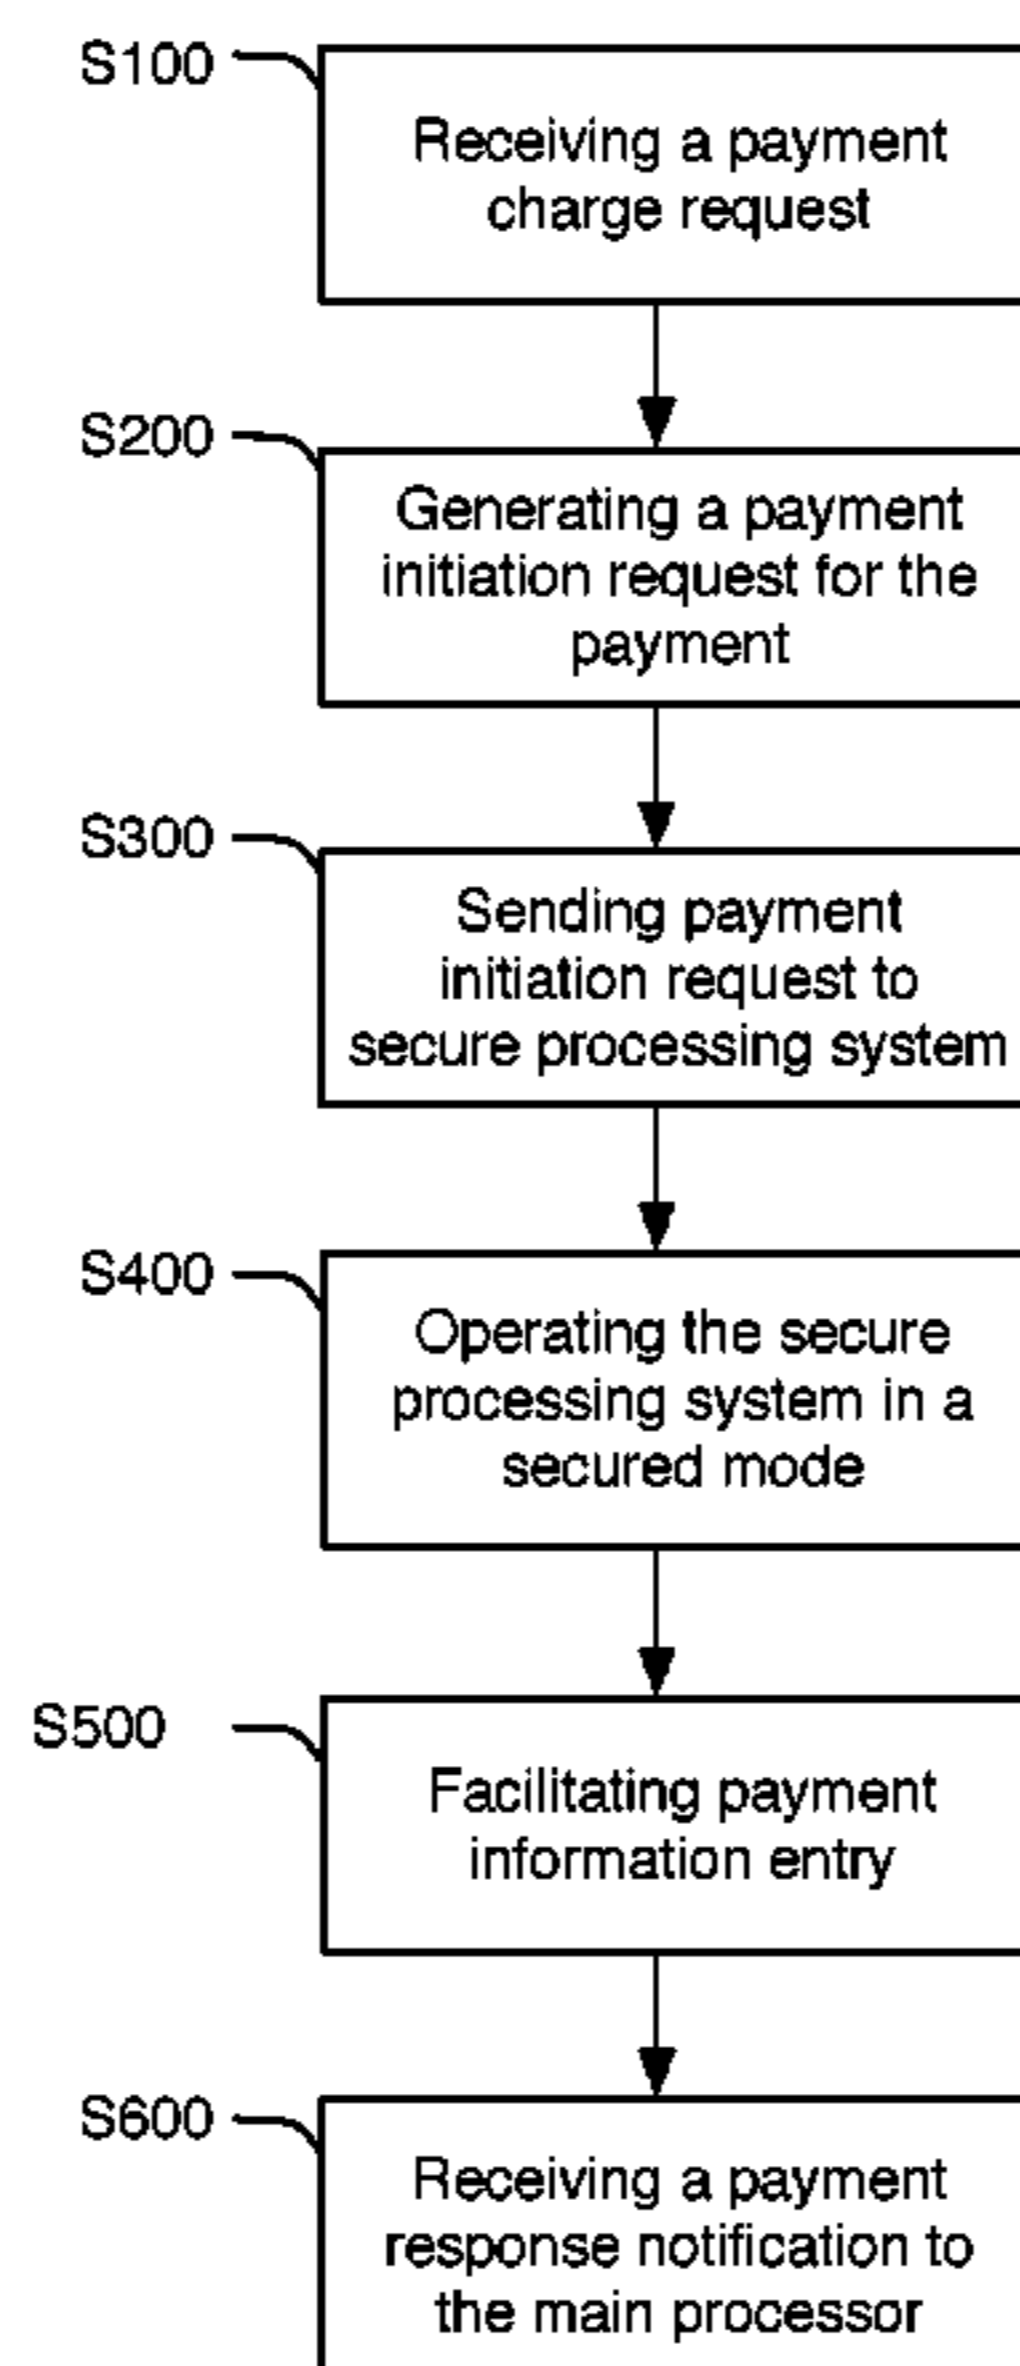 S100
Receiving a payment
charge request
S200
Generating a payment
initiation request for the
payment
S300
Sending payment
initiation request to
secure processing system
S400
Operating the secure
processing system in a
secured mode
S500
Facilitating payment
information entry
S600
Receiving a payment
response notification to
the main processor